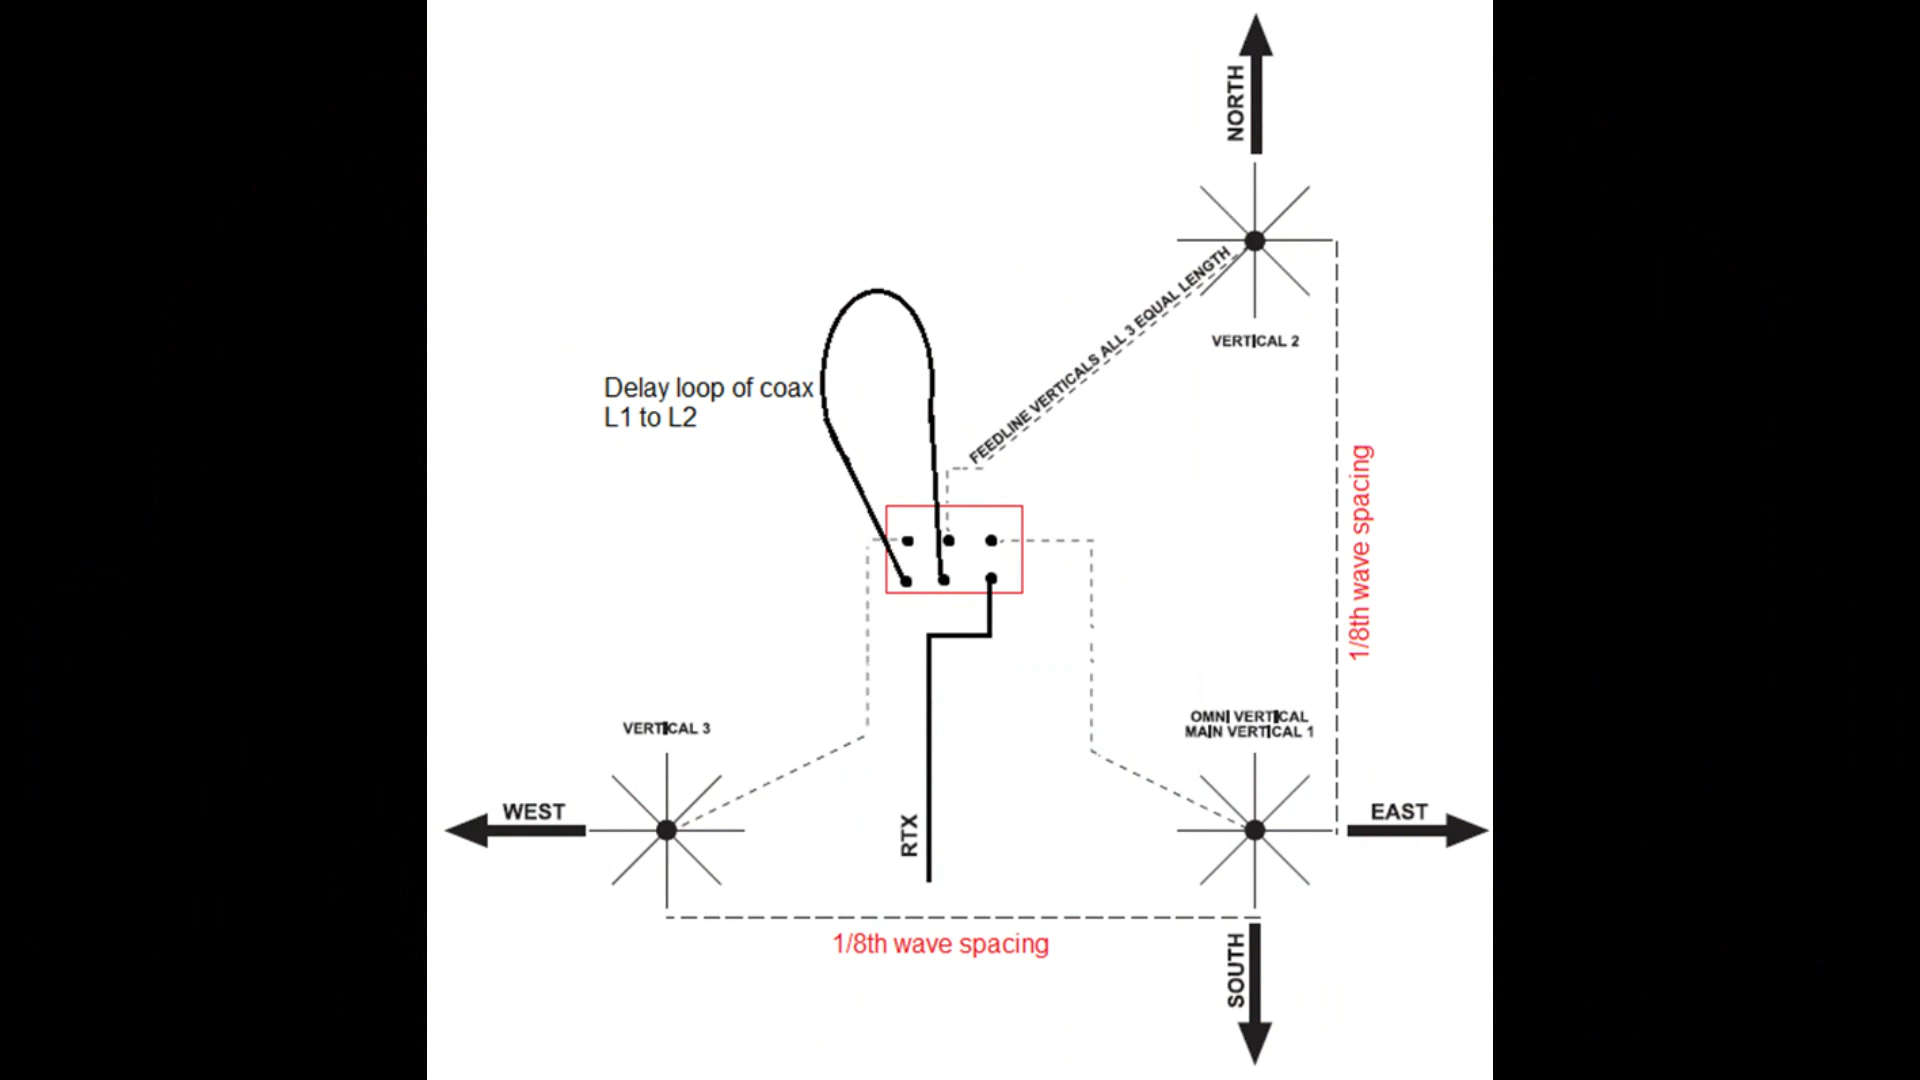 NORTH
FEEDLINE VERTICALS ALL 3 EQUAL LENGTH
VERTICAL 2
Delay loop of coax
L1 to L2
1/8th wave spacing
VERTICAL 3
OMNI VERTICAL
MAIN VERTICAL 1
WEST
RTX
EAST
1/8th wave spacing
SOUTH